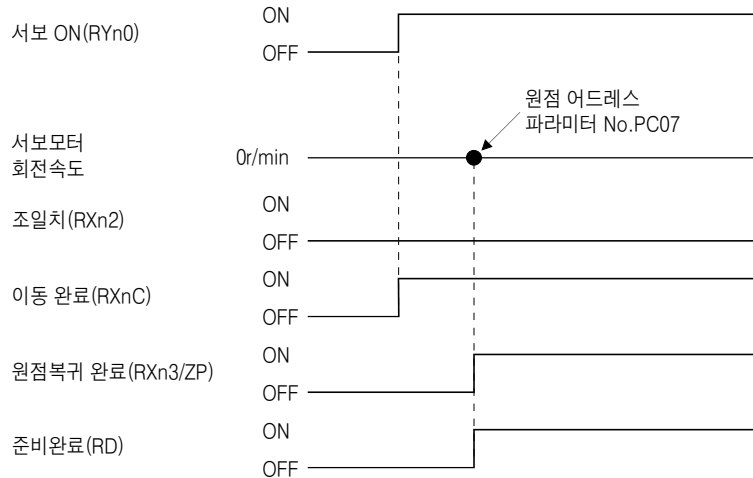 서보 ON(RYn0)
ON
OFF
원점 어드레스
파라미터 No.PC07
서보모터
회전속도
0r/min
조일치(RXn2)
ON
OFF
이동 완료(RXnC)
ON
OFF
원점복귀 완료(RXn3/ZP)
ON
OFF
준비완료(RD)
ON
OFF